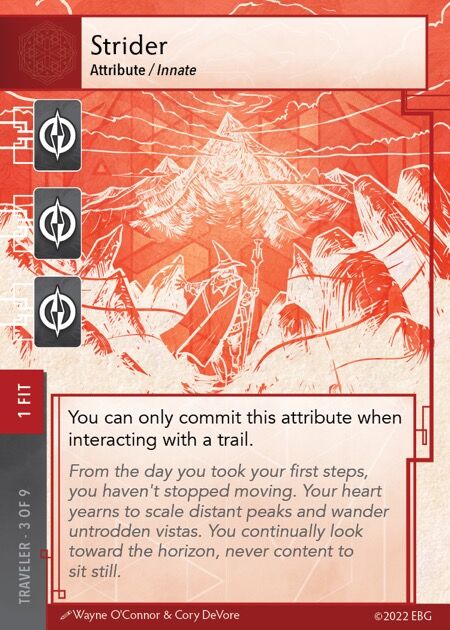 Strider
Attribute / Innate
1 FIT
You can only commit this attribute when
interacting with a trail.
From the day you took your first steps,
you haven't stopped moving. Your heart
yearns to scale distant peaks and wander
untrodden vistas. You continually look
toward the horizon, never content to
sit still.
TRAVELER - 3 OF 9
Wayne O'Connor & Cory DeVore
©2022 EBG